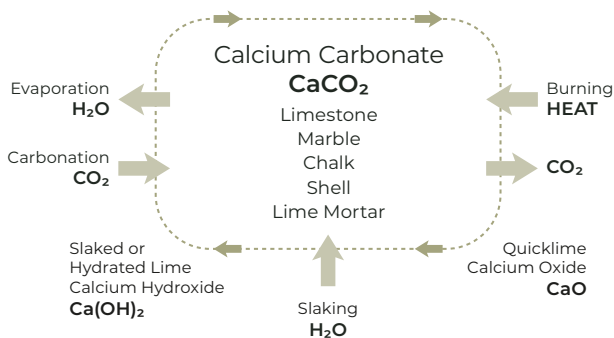 Calcium Carbonate
CaCO₂
Limestone
Marble
Chalk
Shell
Lime Mortar
Evaporation
H₂O
Carbonation
CO₂
Burning
HEAT
CO₂
Slaked or
Hydrated Lime
Calcium Hydroxide
Ca(OH)₂
Slaking
H₂O
Quicklime
Calcium Oxide
CaO